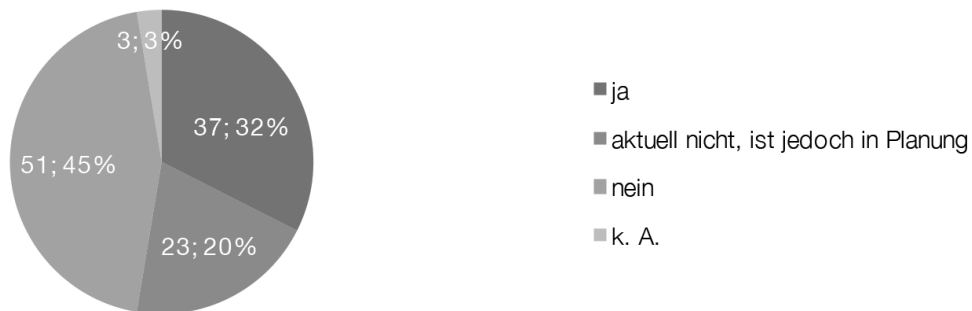 3; 3%
37; 32%
51; 45%
23; 20%
ja
aktuell nicht, ist jedoch in Planung
nein
k. A.